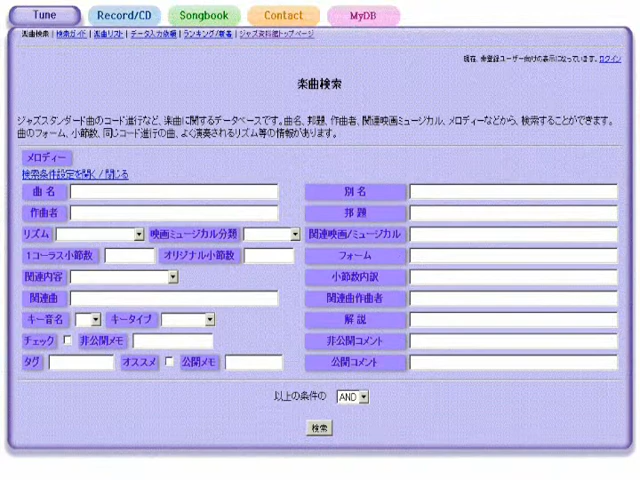 Tune Record/CD Songbook Contact MyDB
楽曲検索 | 検索ガイド | 楽曲リスト | データ入力依頼 | ランキング/新着 | ジャズ資料館トップページ
現在、未登録ユーザー向けの表示になっています。ログイン
楽曲検索
ジャズスタンダード曲のコード進行など、楽曲に関するデータベースです。曲名、邦題、作曲者、関連映画ミュージカル、メロディーなどから、検索することができます。
曲のフォーム、小節数、同じコード進行の曲、よく演奏されるリズム等の情報があります。
メロディー
検索条件設定を開く / 閉じる
曲 名 別 名
作曲者 邦 題
リズム 映画ミュージカル分類 関連映画/ミュージカル
1コーラス小節数 オリジナル小節数 フォーム
関連内容 小節数内訳
関連曲 関連曲作曲者
キー音名 キータイプ 解 説
チェック 非公開メモ 非公開コメント
タグ オススメ 公開メモ 公開コメント
以上の条件の AND
検索